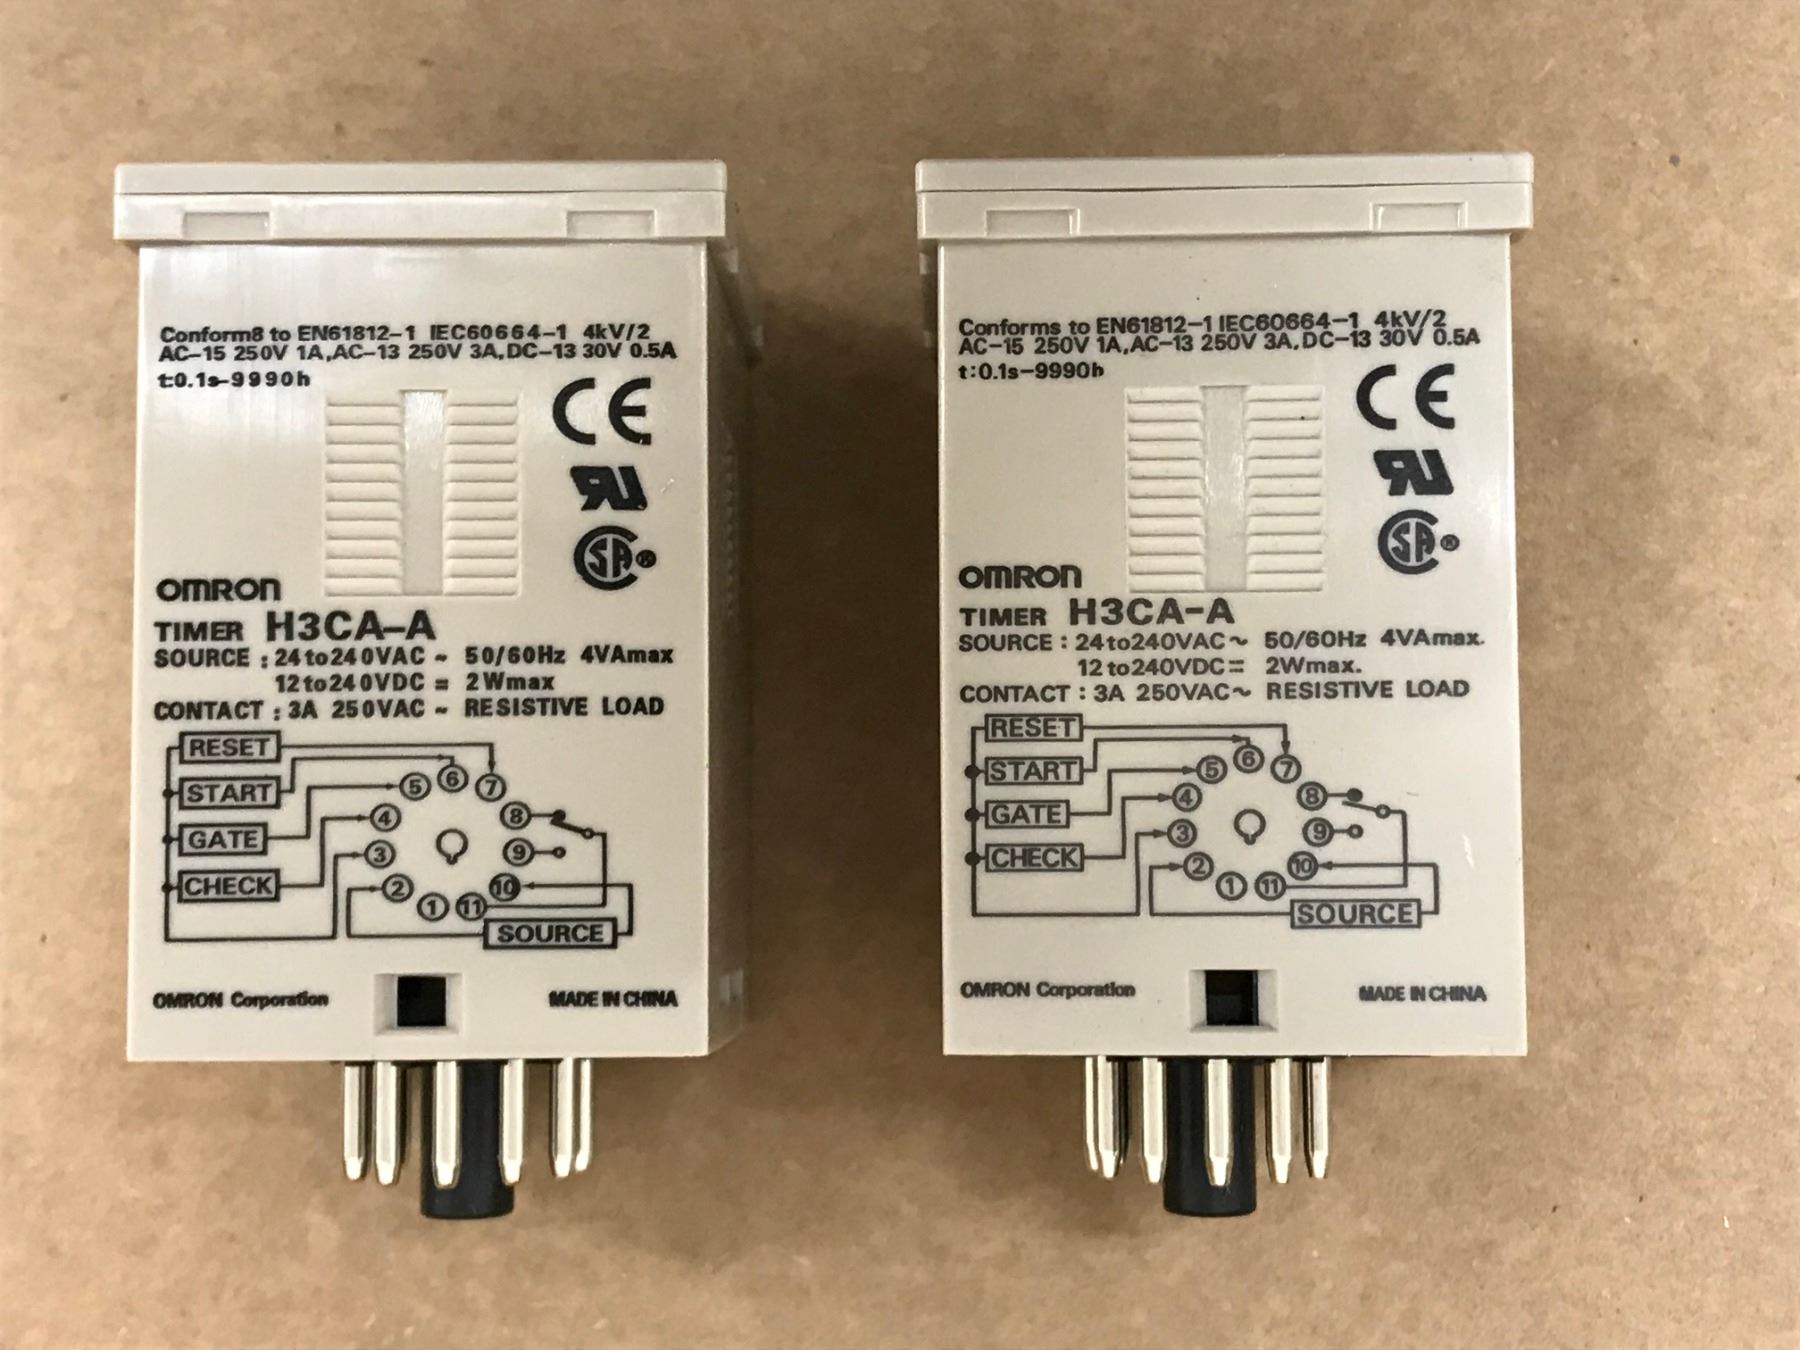 Conform8 to EN61812-1 IEC60664-1 4kV/2
AC-15 250V 1A,AC-13 250V 3A,DC-13 30V 0.5A
t:0.1s-9990h
CE
RU
SA®
OMRON
TIMER H3CA-A
SOURCE : 24to240VAC ~ 50/60Hz 4VAmax
12to240VDC = 2Wmax
CONTACT : 3A 250VAC ~ RESISTIVE LOAD
RESET
START
GATE
CHECK
5 6 7
4 8
3 9
2 10
1 11
SOURCE
OMRON Corporation MADE IN CHINA
Conforms to EN61812-1 IEC60664-1 4kV/2
AC-15 250V 1A,AC-13 250V 3A,DC-13 30V 0.5A
t:0.1s-9990h
CE
RU
SA®
OMRON
TIMER H3CA-A
SOURCE : 24to240VAC~ 50/60Hz 4VAmax.
12to240VDC= 2Wmax.
CONTACT : 3A 250VAC~ RESISTIVE LOAD
RESET
START
GATE
CHECK
5 6 7
4 8
3 9
2 10
1 11
SOURCE
OMRON Corporation MADE IN CHINA